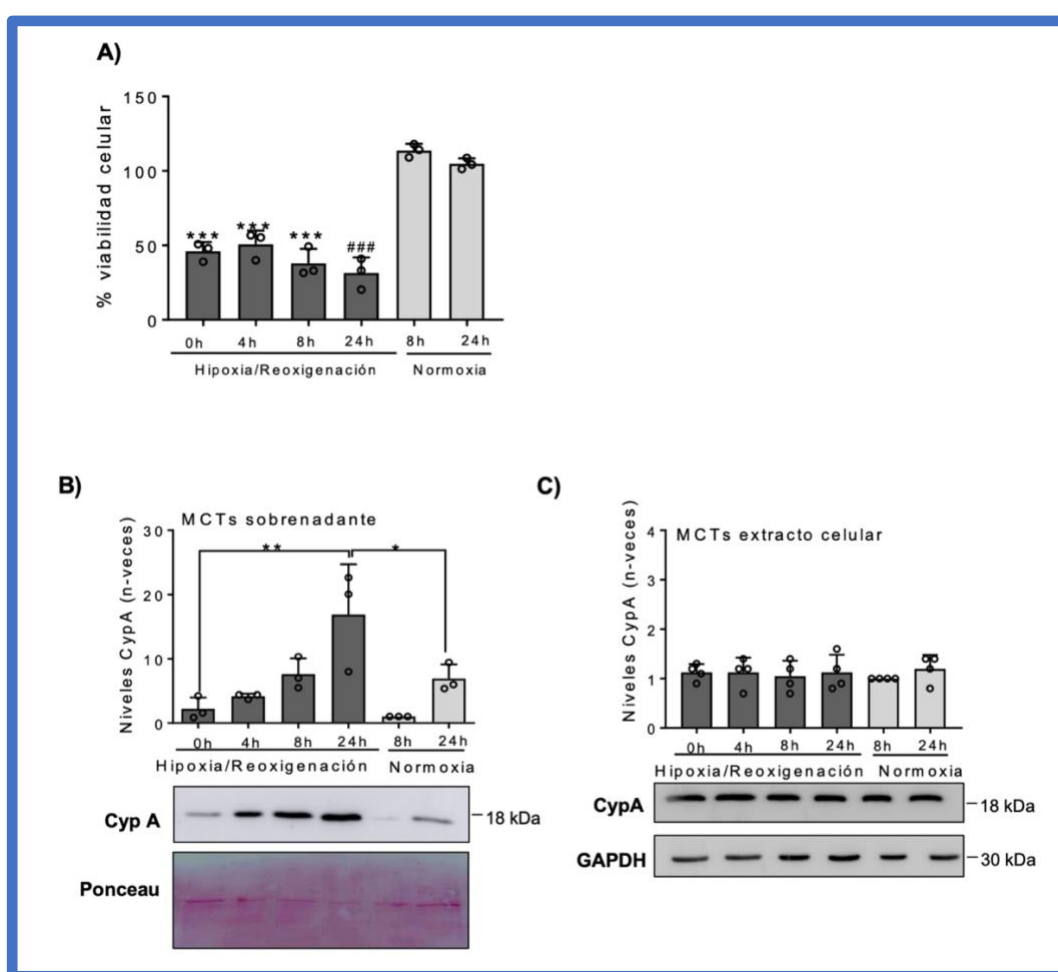 A)
% viabilidad celular
150
100
50
0
*** *** *** ###
0h 4h 8h 24h 8h 24h
Hipoxia/Reoxigenación Normoxia
B)
MCTs sobrenadante
Niveles CypA (n-veces)
30
20
10
0
** *
0h 4h 8h 24h 8h 24h
Hipoxia/Reoxigenación Normoxia
Cyp A 18 kDa
Ponceau
C)
MCTs extracto celular
Niveles CypA (n-veces)
4
3
2
1
0
0h 4h 8h 24h 8h 24h
Hipoxia/Reoxigenación Normoxia
CypA 18 kDa
GAPDH 30 kDa